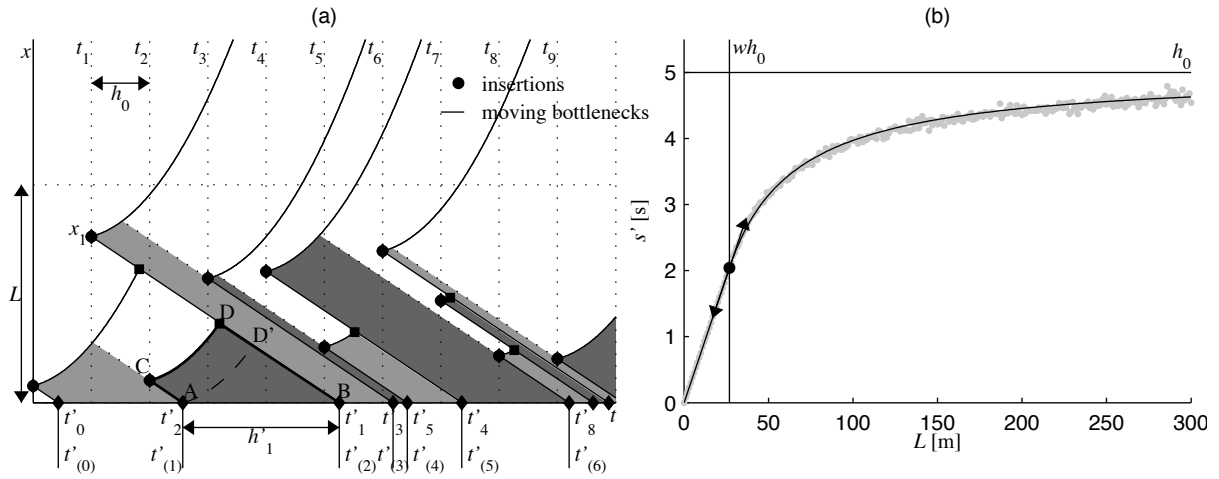 (a)
x
t₁ t₂ t₃ t₄ t₅ t₆ t₇ t₈ t₉
h₀
insertions
moving bottlenecks
x₁
L
D
D'
C
A
B
t'₀ t'₂ t'₁ t'₃ t'₅ t'₄ t'₈ t
h'₁
t'₍₀₎ t'₍₁₎ t'₍₂₎ t'₍₃₎ t'₍₄₎ t'₍₅₎ t'₍₆₎
(b)
wh₀
h₀
s' [s]
5
4
3
2
1
0
0 50 100 150 200 250 300
L [m]